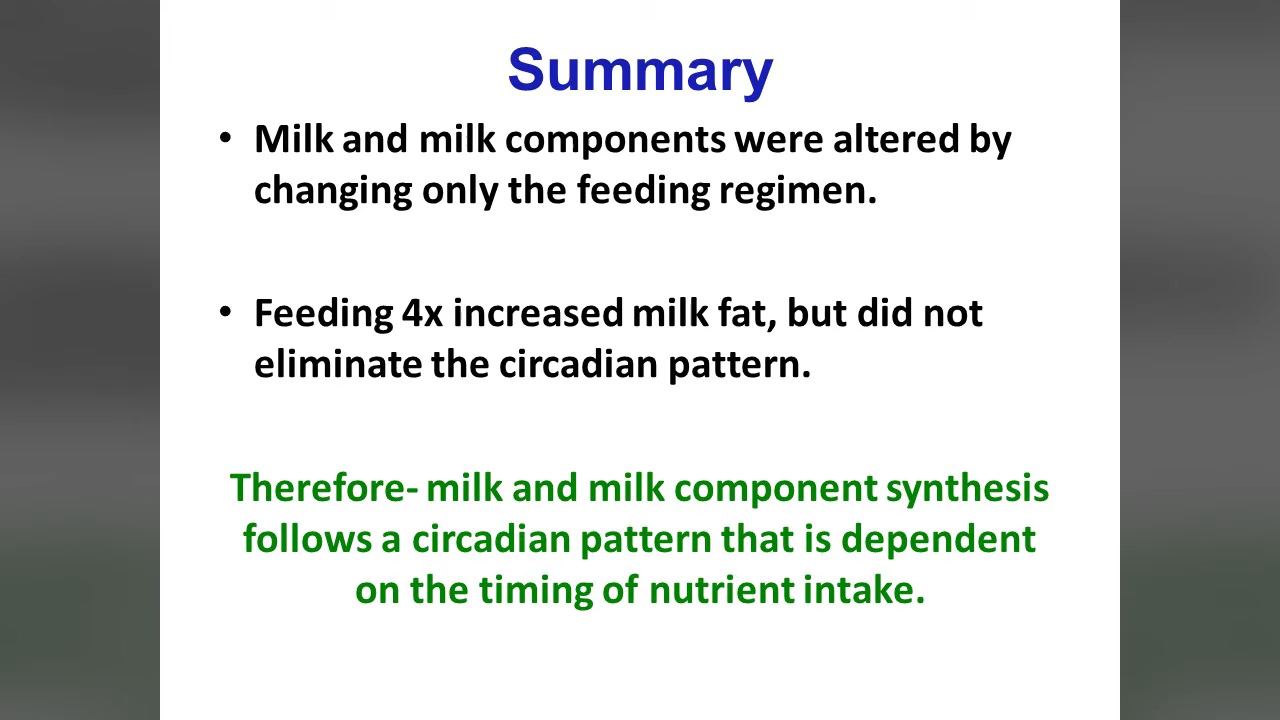 Summary
• Milk and milk components were altered by
changing only the feeding regimen.
• Feeding 4x increased milk fat, but did not
eliminate the circadian pattern.
Therefore- milk and milk component synthesis
follows a circadian pattern that is dependent
on the timing of nutrient intake.